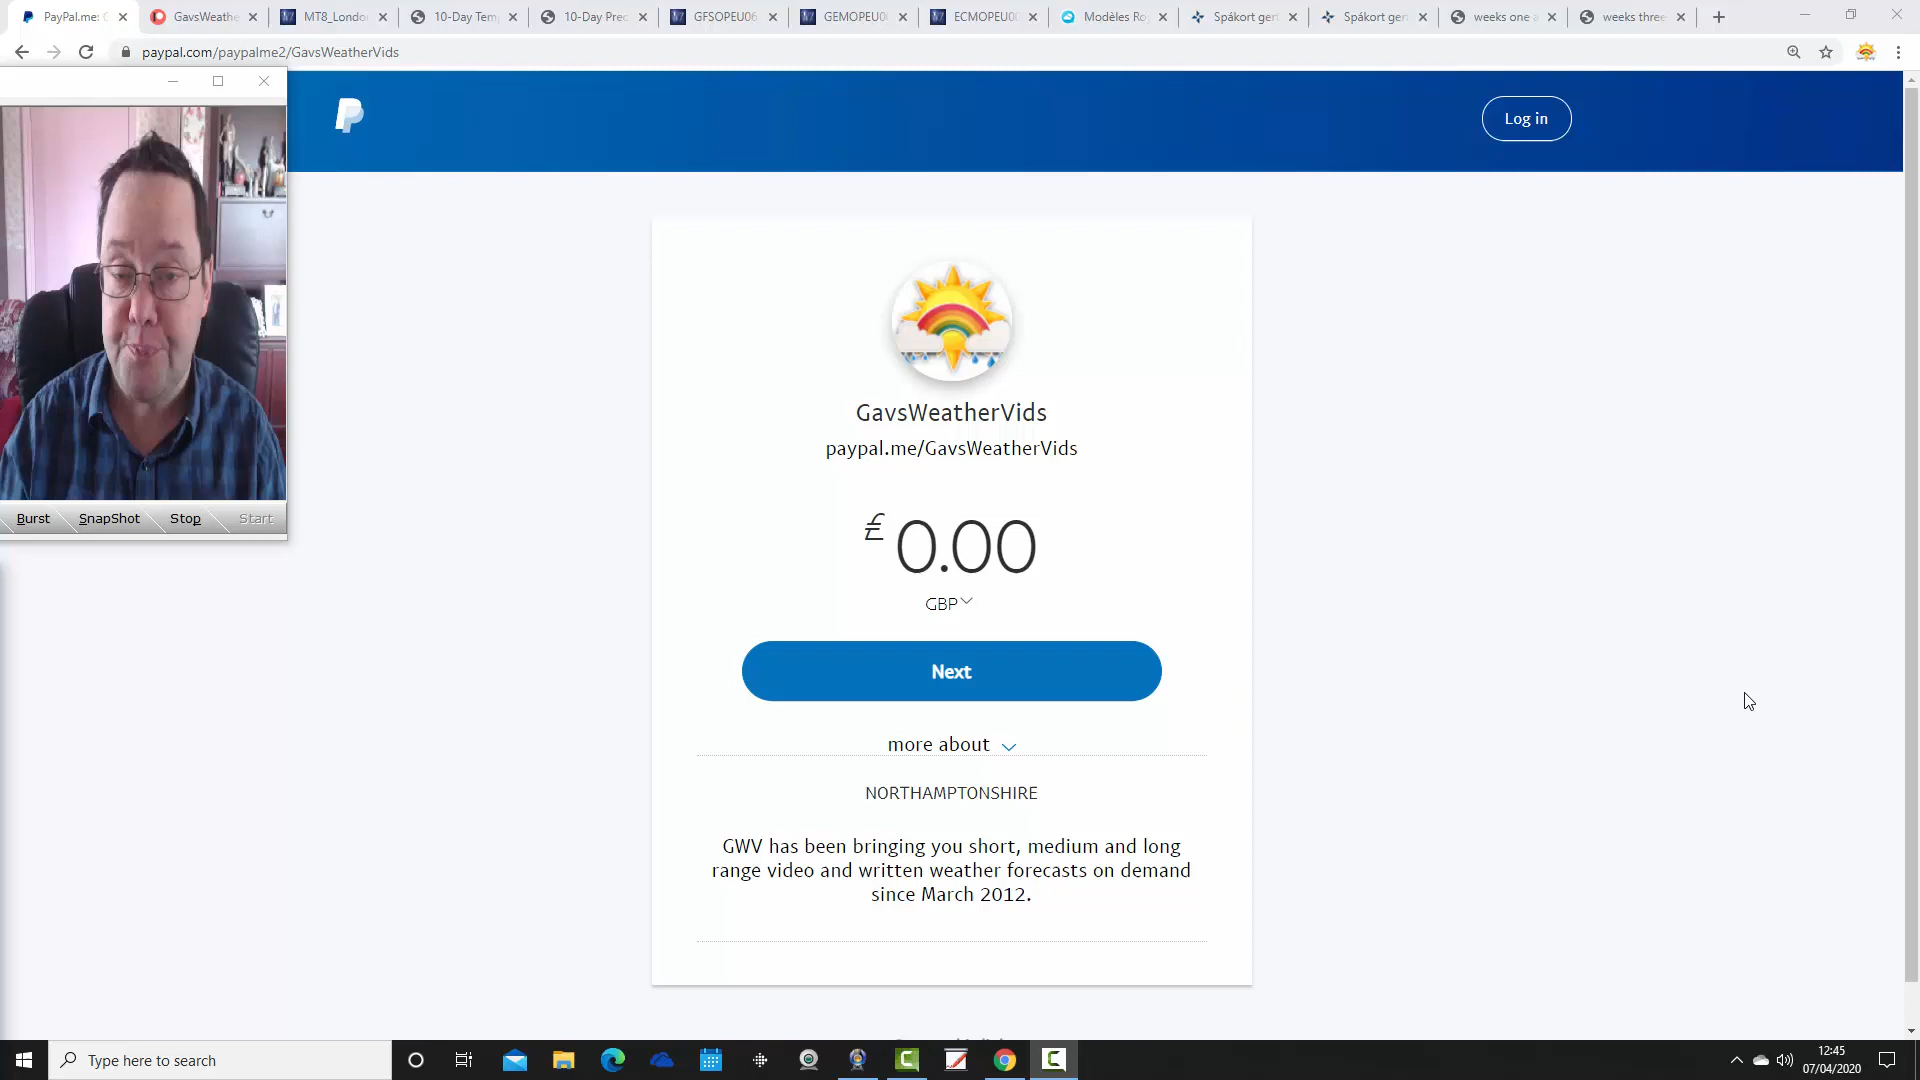 PayPal.me: G
GavsWeathe
MT8_Londo
10-Day Tem
10-Day Prec
GFSOPEU06
GEMOPEU0
ECMOPEU0
Modèles Ro
Spákort ger
Spákort ger
weeks one a
weeks three
paypal.com/paypalme2/GavsWeatherVids
Log in
Burst
SnapShot
Stop
Start
GavsWeatherVids
paypal.me/GavsWeatherVids
£ 0.00
GBP
Next
more about
NORTHAMPTONSHIRE
GWV has been bringing you short, medium and long
range video and written weather forecasts on demand
since March 2012.
Type here to search
12:45
07/04/2020